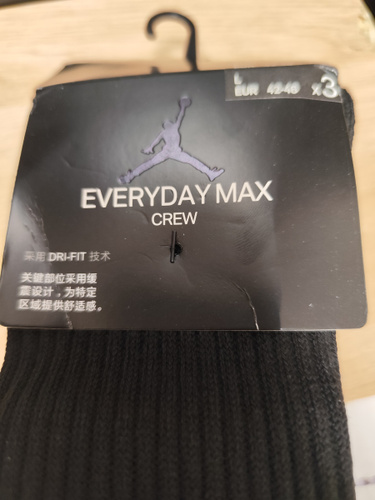 L
EUR 42-46 x3
EVERYDAY MAX
CREW
采用 DRI-FIT 技术
关键部位采用缓
震设计，为特定
区域提供舒适感。